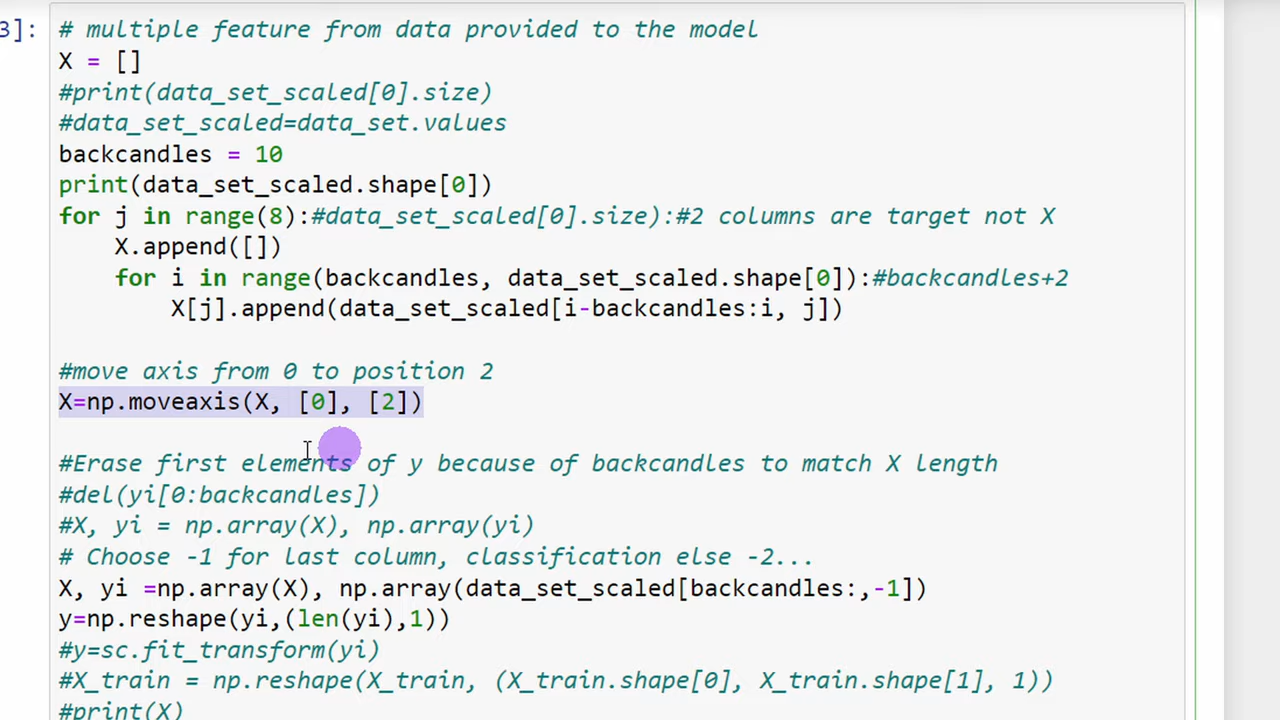 3]: # multiple feature from data provided to the model
X = []
#print(data_set_scaled[0].size)
#data_set_scaled=data_set.values
backcandles = 10
print(data_set_scaled.shape[0])
for j in range(8):#data_set_scaled[0].size):#2 columns are target not X
    X.append([])
    for i in range(backcandles, data_set_scaled.shape[0]):#backcandles+2
        X[j].append(data_set_scaled[i-backcandles:i, j])
#move axis from 0 to position 2
X=np.moveaxis(X, [0], [2])
#Erase first elements of y because of backcandles to match X length
#del(yi[0:backcandles])
#X, yi = np.array(X), np.array(yi)
# Choose -1 for last column, classification else -2...
X, yi =np.array(X), np.array(data_set_scaled[backcandles:,-1])
y=np.reshape(yi,(len(yi),1))
#y=sc.fit_transform(yi)
#X_train = np.reshape(X_train, (X_train.shape[0], X_train.shape[1], 1))
#print(X)